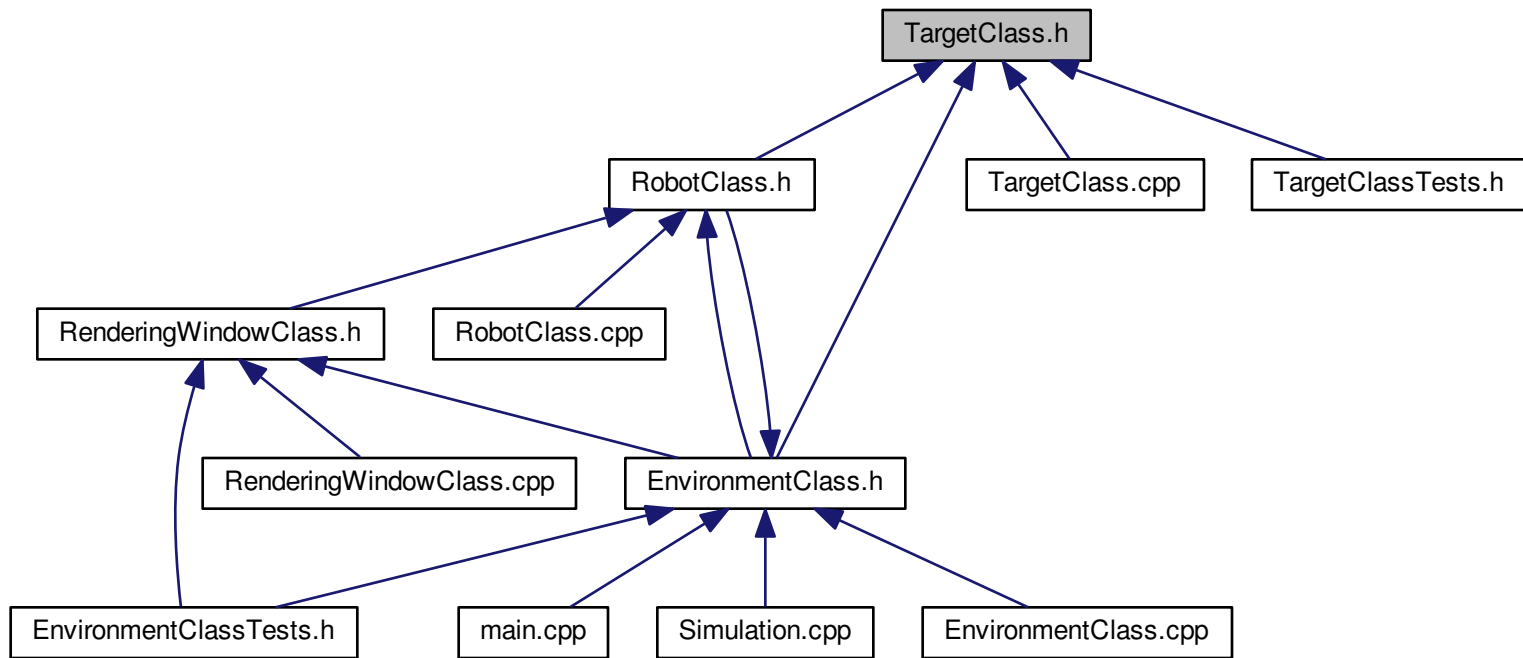 TargetClass.h
RobotClass.h
TargetClass.cpp
TargetClassTests.h
RenderingWindowClass.h
RobotClass.cpp
RenderingWindowClass.cpp
EnvironmentClass.h
EnvironmentClassTests.h
main.cpp
Simulation.cpp
EnvironmentClass.cpp